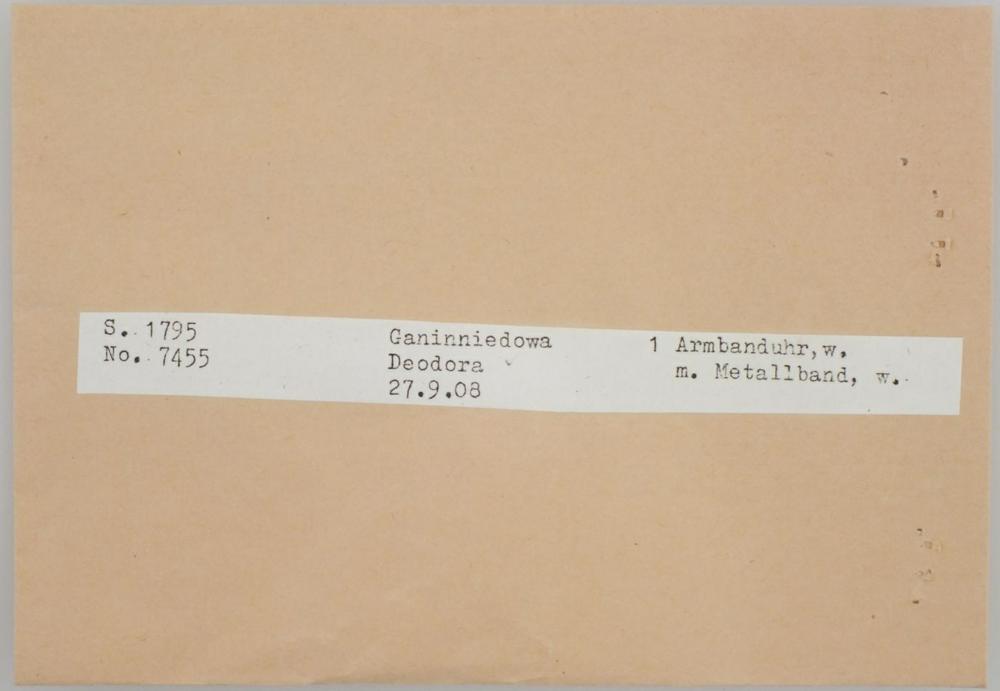 S. 1795
No. 7455
Ganinniedowa
Deodora
27.9.08
1 Armbanduhr,w.
m. Metallband, w.